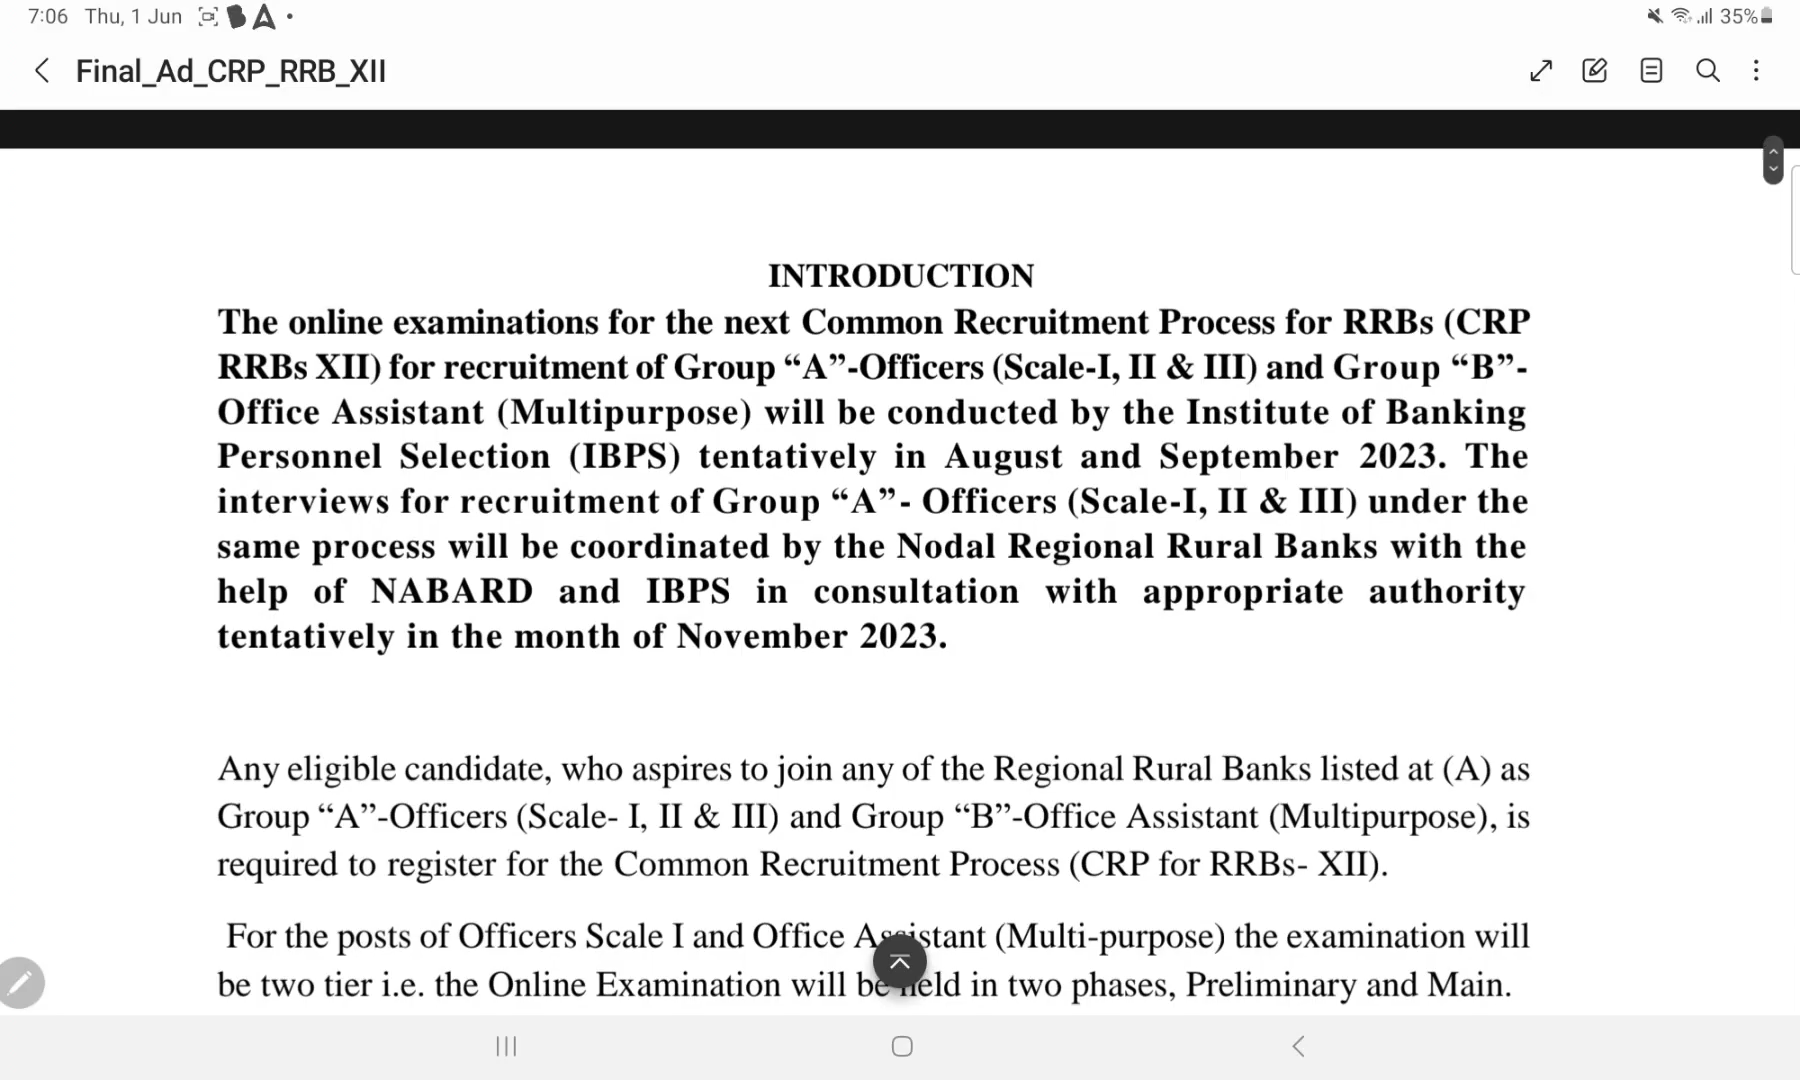 7:06 Thu, 1 Jun
35%
Final_Ad_CRP_RRB_XII
INTRODUCTION
The online examinations for the next Common Recruitment Process for RRBs (CRP
RRBs XII) for recruitment of Group “A”-Officers (Scale-I, II & III) and Group “B”-
Office Assistant (Multipurpose) will be conducted by the Institute of Banking
Personnel Selection (IBPS) tentatively in August and September 2023. The
interviews for recruitment of Group “A”- Officers (Scale-I, II & III) under the
same process will be coordinated by the Nodal Regional Rural Banks with the
help of NABARD and IBPS in consultation with appropriate authority
tentatively in the month of November 2023.
Any eligible candidate, who aspires to join any of the Regional Rural Banks listed at (A) as
Group “A”-Officers (Scale- I, II & III) and Group “B”-Office Assistant (Multipurpose), is
required to register for the Common Recruitment Process (CRP for RRBs- XII).
For the posts of Officers Scale I and Office Assistant (Multi-purpose) the examination will
be two tier i.e. the Online Examination will be held in two phases, Preliminary and Main.